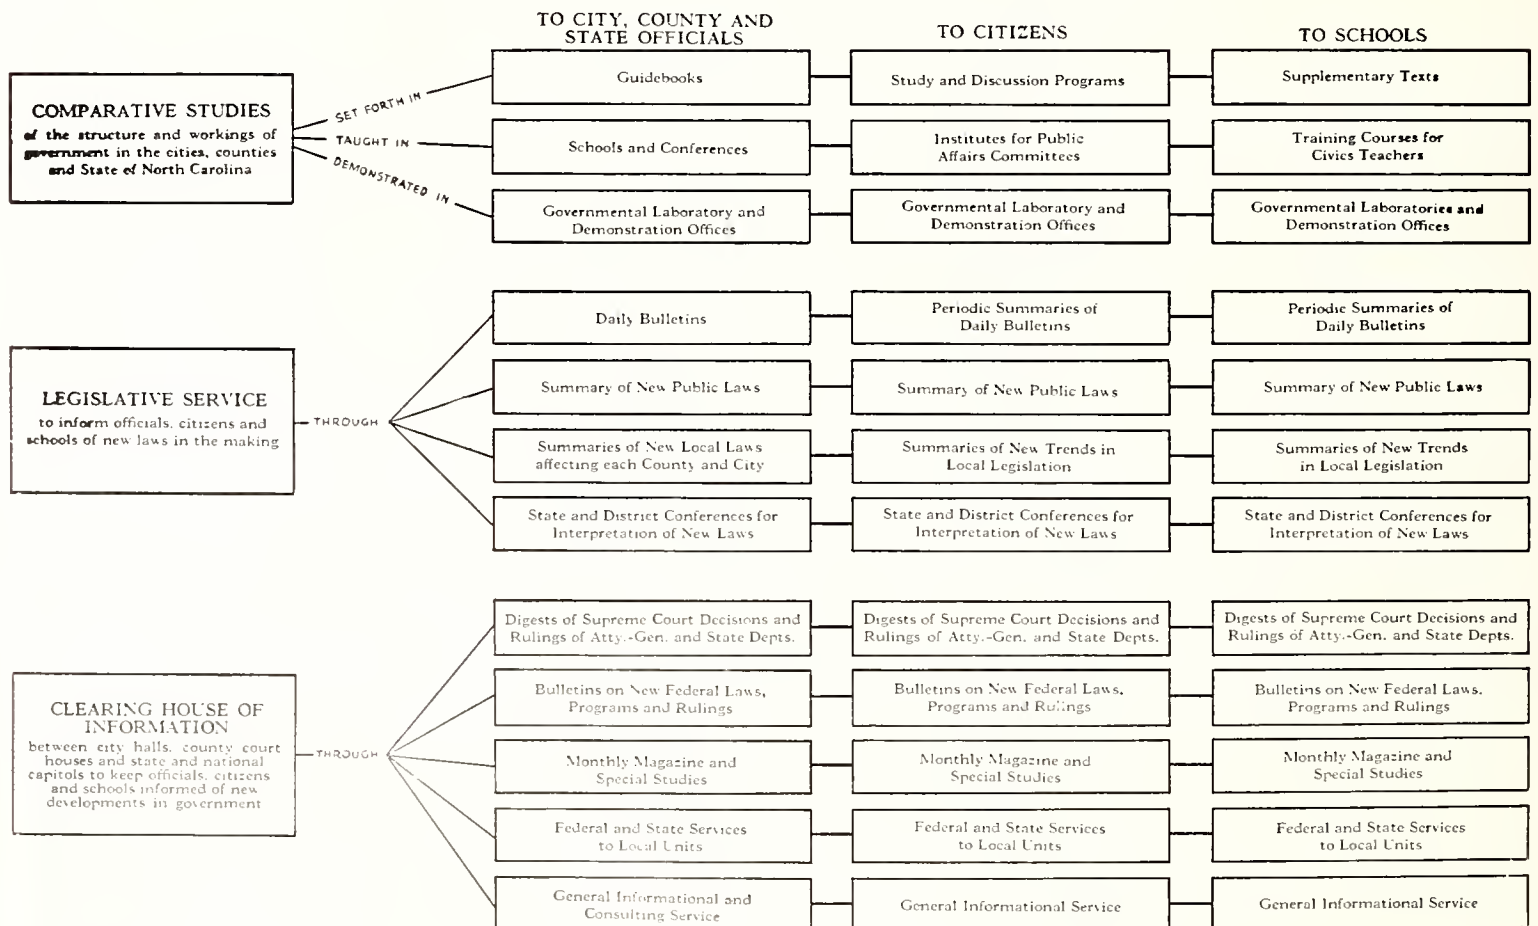 TO CITY, COUNTY AND
STATE OFFICIALS
TO CITIZENS
TO SCHOOLS
COMPARATIVE STUDIES
of the structure and workings of
government in the cities, counties
and State of North Carolina
SET FORTH IN
TAUGHT IN
DEMONSTRATED IN
Guidebooks
Study and Discussion Programs
Supplementary Texts
Schools and Conferences
Institutes for Public
Affairs Committees
Training Courses for
Civics Teachers
Governmental Laboratory and
Demonstration Offices
Governmental Laboratory and
Demonstration Offices
Governmental Laboratories and
Demonstration Offices
LEGISLATIVE SERVICE
to inform officials, citizens and
schools of new laws in the making
THROUGH
Daily Bulletins
Periodic Summaries of
Daily Bulletins
Periodic Summaries of
Daily Bulletins
Summary of New Public Laws
Summary of New Public Laws
Summary of New Public Laws
Summaries of New Local Laws
affecting each County and City
Summaries of New Trends in
Local Legislation
Summaries of New Trends
in Local Legislation
State and District Conferences for
Interpretation of New Laws
State and District Conferences for
Interpretation of New Laws
State and District Conferences for
Interpretation of New Laws
CLEARING HOUSE OF
INFORMATION
between city halls, county court
houses and state and national
capitols to keep officials, citizens
and schools informed of new
developments in government
THROUGH
Digests of Supreme Court Decisions and
Rulings of Atty.-Gen. and State Depts.
Digests of Supreme Court Decisions and
Rulings of Atty.-Gen. and State Depts.
Digests of Supreme Court Decisions and
Rulings of Atty.-Gen. and State Depts.
Bulletins on New Federal Laws,
Programs and Rulings
Bulletins on New Federal Laws,
Programs and Rulings
Bulletins on New Federal Laws,
Programs and Rulings
Monthly Magazine and
Special Studies
Monthly Magazine and
Special Studies
Monthly Magazine and
Special Studies
Federal and State Services
to Local Units
Federal and State Services
to Local Units
Federal and State Services
to Local Units
General Informational and
Consulting Service
General Informational Service
General Informational Service